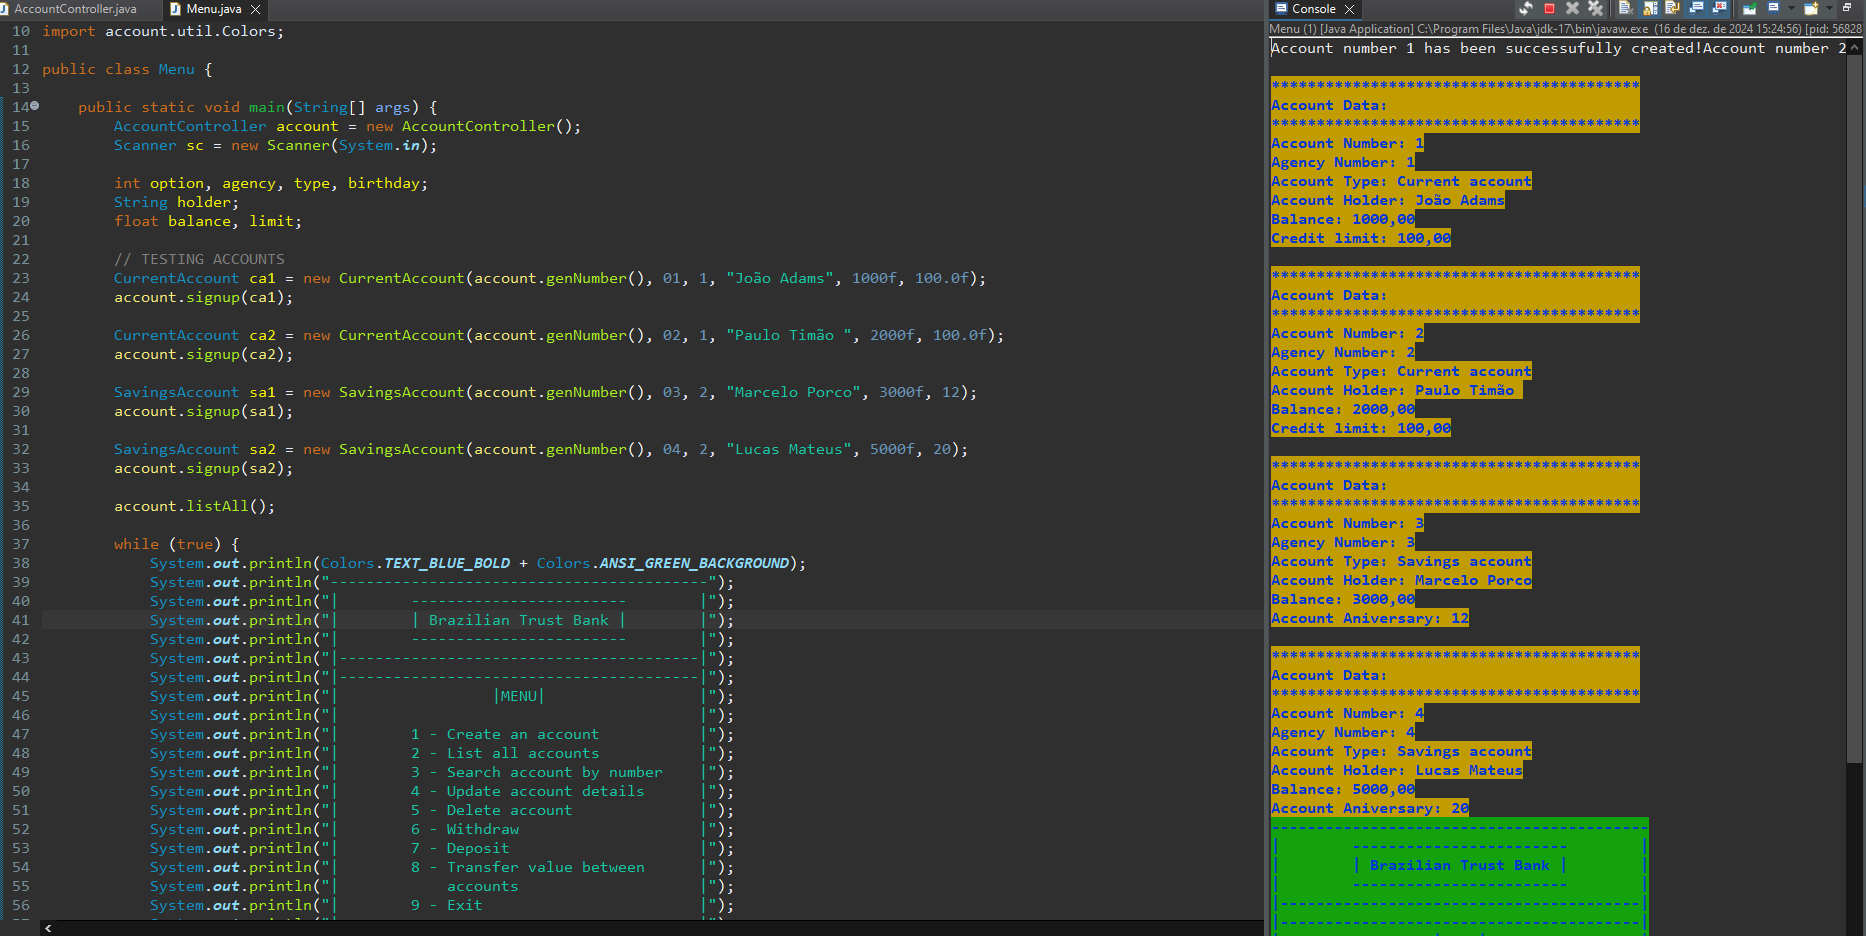 AccountController.java
Menu.java
10 import account.util.Colors;
11
12 public class Menu {
13
14 public static void main(String[] args) {
15 AccountController account = new AccountController();
16 Scanner sc = new Scanner(System.in);
17
18 int option, agency, type, birthday;
19 String holder;
20 float balance, limit;
21
22 // TESTING ACCOUNTS
23 CurrentAccount ca1 = new CurrentAccount(account.genNumber(), 01, 1, "João Adams", 1000f, 100.0f);
24 account.signup(ca1);
25
26 CurrentAccount ca2 = new CurrentAccount(account.genNumber(), 02, 1, "Paulo Timão ", 2000f, 100.0f);
27 account.signup(ca2);
28
29 SavingsAccount sa1 = new SavingsAccount(account.genNumber(), 03, 2, "Marcelo Porco", 3000f, 12);
30 account.signup(sa1);
31
32 SavingsAccount sa2 = new SavingsAccount(account.genNumber(), 04, 2, "Lucas Mateus", 5000f, 20);
33 account.signup(sa2);
34
35 account.listAll();
36
37 while (true) {
38 System.out.println(Colors.TEXT_BLUE_BOLD + Colors.ANSI_GREEN_BACKGROUND);
39 System.out.println("------------------------------------------");
40 System.out.println("|        ------------------------        |");
41 System.out.println("|        | Brazilian Trust Bank |        |");
42 System.out.println("|        ------------------------        |");
43 System.out.println("|----------------------------------------|");
44 System.out.println("|----------------------------------------|");
45 System.out.println("|                 |MENU|                 |");
46 System.out.println("|                                        |");
47 System.out.println("|        1 - Create an account           |");
48 System.out.println("|        2 - List all accounts           |");
49 System.out.println("|        3 - Search account by number    |");
50 System.out.println("|        4 - Update account details      |");
51 System.out.println("|        5 - Delete account              |");
52 System.out.println("|        6 - Withdraw                    |");
53 System.out.println("|        7 - Deposit                     |");
54 System.out.println("|        8 - Transfer value between      |");
55 System.out.println("|            accounts                    |");
56 System.out.println("|        9 - Exit                        |");
Console
Menu (1) [Java Application] C:\Program Files\Java\jdk-17\bin\javaw.exe (16 de dez. de 2024 15:24:56) [pid: 56828
Account number 1 has been successufully created!Account number 2
*****************************************
Account Data:
*****************************************
Account Number: 1
Agency Number: 1
Account Type: Current account
Account Holder: João Adams
Balance: 1000,00
Credit limit: 100,00
*****************************************
Account Data:
*****************************************
Account Number: 2
Agency Number: 2
Account Type: Current account
Account Holder: Paulo Timão
Balance: 2000,00
Credit limit: 100,00
*****************************************
Account Data:
*****************************************
Account Number: 3
Agency Number: 3
Account Type: Savings account
Account Holder: Marcelo Porco
Balance: 3000,00
Account Aniversary: 12
*****************************************
Account Data:
*****************************************
Account Number: 4
Agency Number: 4
Account Type: Savings account
Account Holder: Lucas Mateus
Balance: 5000,00
Account Aniversary: 20
------------------------------------------
|        ------------------------        |
|        | Brazilian Trust Bank |        |
|        ------------------------        |
|----------------------------------------|
|----------------------------------------|